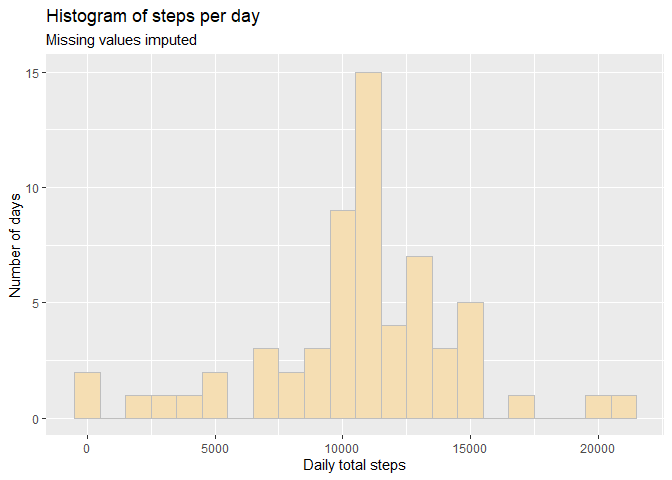 Histogram of steps per day
Missing values imputed
15
10
5
0
Number of days
0 5000 10000 15000 20000
Daily total steps